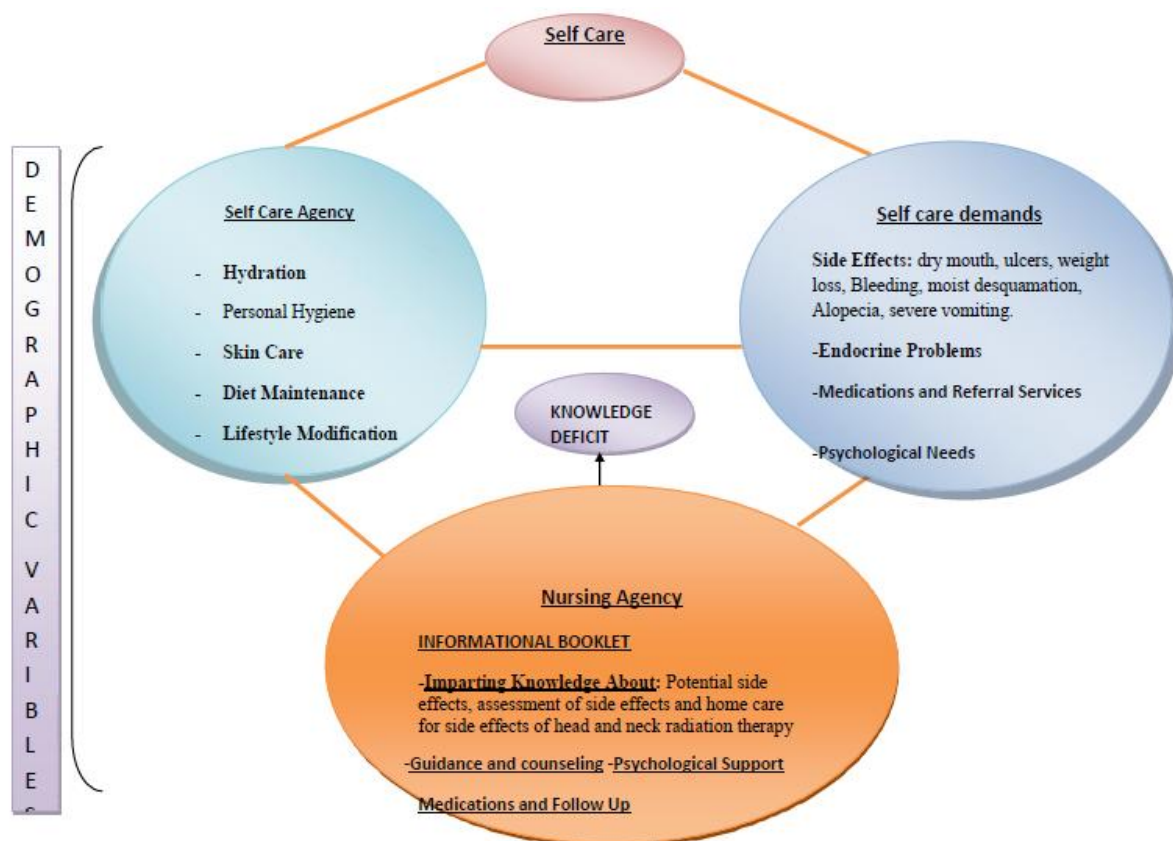 Self Care
D
E
M
O
G
R
A
P
H
I
C
V
A
R
I
B
L
E
S
Self Care Agency
- Hydration
- Personal Hygiene
- Skin Care
- Diet Maintenance
- Lifestyle Modification
Self care demands
Side Effects: dry mouth, ulcers, weight
loss, Bleeding, moist desquamation,
Alopecia, severe vomiting.
-Endocrine Problems
-Medications and Referral Services
-Psychological Needs
KNOWLEDGE
DEFICIT
Nursing Agency
INFORMATIONAL BOOKLET
-Imparting Knowledge About: Potential side
effects, assessment of side effects and home care
for side effects of head and neck radiation therapy
-Guidance and counseling -Psychological Support
Medications and Follow Up